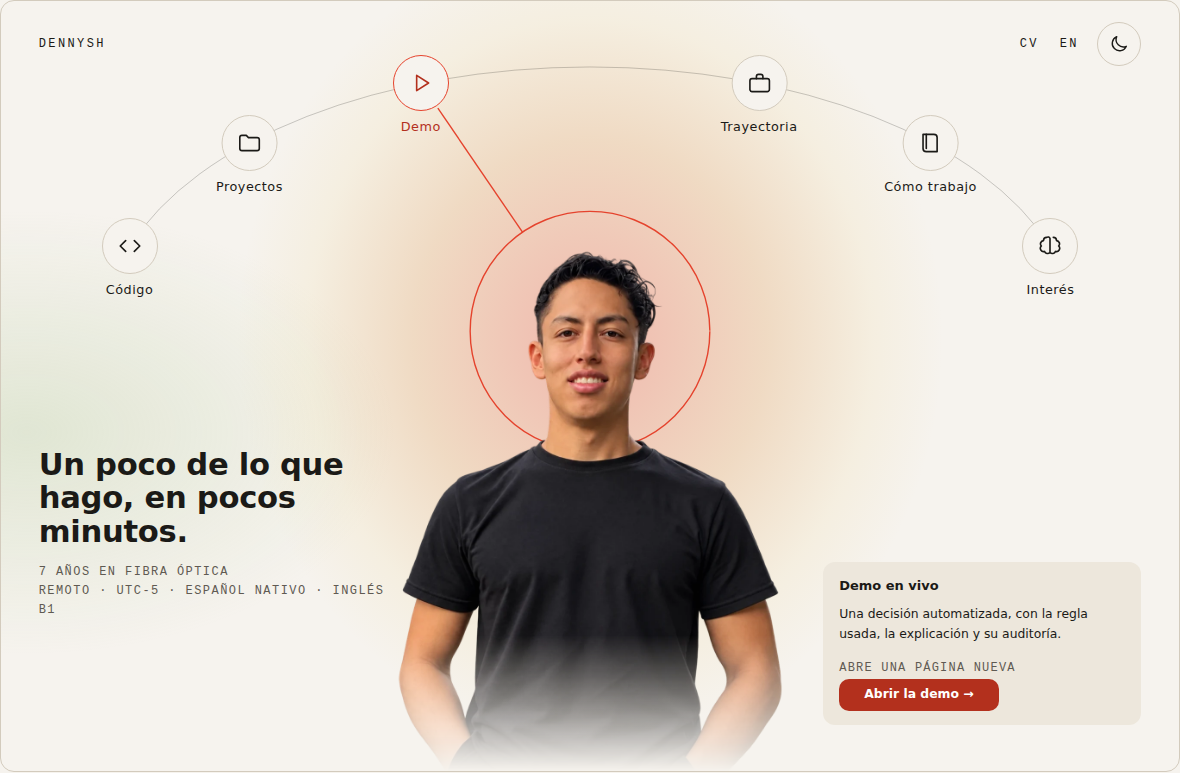 DENNYSH
CV EN
Demo
Trayectoria
Proyectos
Cómo trabajo
Código
Interés
Un poco de lo que
hago, en pocos
minutos.
7 AÑOS EN FIBRA ÓPTICA
REMOTO · UTC-5 · ESPAÑOL NATIVO · INGLÉS
B1
Demo en vivo
Una decisión automatizada, con la regla
usada, la explicación y su auditoría.
ABRE UNA PÁGINA NUEVA
Abrir la demo →